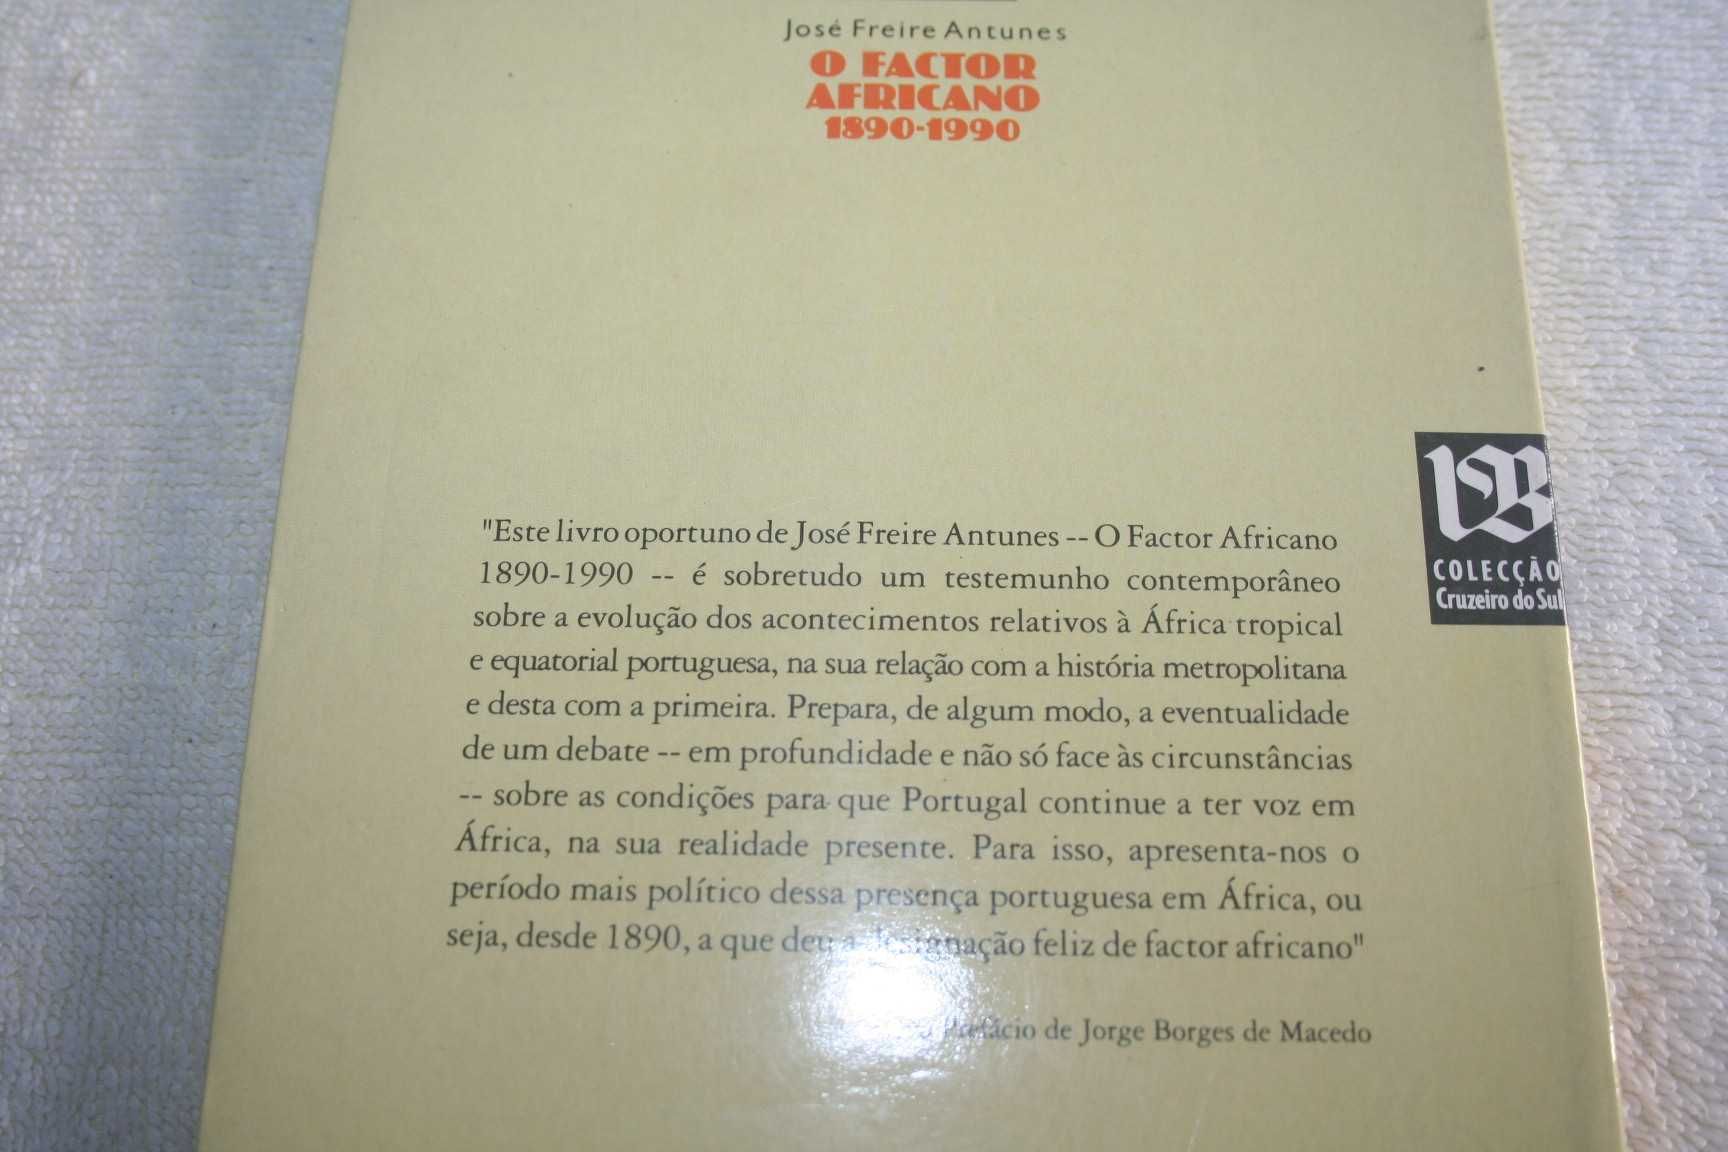 José Freire Antunes
O FACTOR
AFRICANO
1890-1990
"Este livro oportuno de José Freire Antunes -- O Factor Africano
1890-1990 -- é sobretudo um testemunho contemporâneo
sobre a evolução dos acontecimentos relativos à África tropical
e equatorial portuguesa, na sua relação com a história metropolitana
e desta com a primeira. Prepara, de algum modo, a eventualidade
de um debate -- em profundidade e não só face às circunstâncias
-- sobre as condições para que Portugal continue a ter voz em
África, na sua realidade presente. Para isso, apresenta-nos o
período mais político dessa presença portuguesa em África, ou
seja, desde 1890, a que deu a designação feliz de factor africano"
Prefácio de Jorge Borges de Macedo
COLECÇÃO
Cruzeiro do Sul